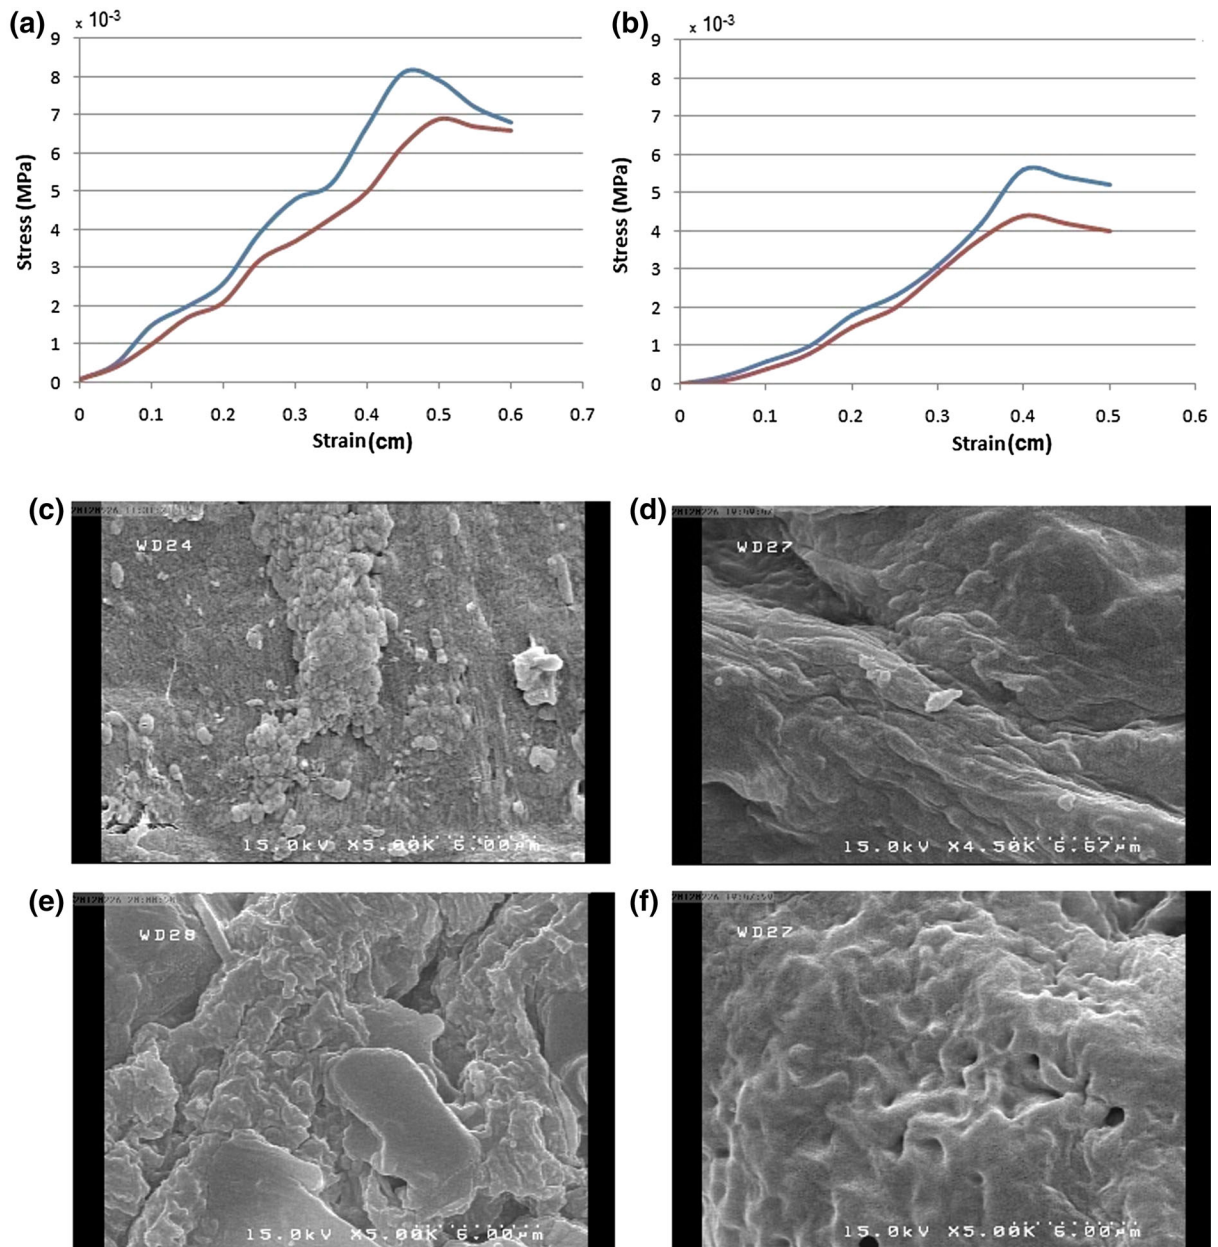 (a)
x 10-3
9
8
7
6
5
4
3
2
1
0
0 0.1 0.2 0.3 0.4 0.5 0.6 0.7
Stress (MPa)
Strain (cm)
(b)
x 10-3
9
8
7
6
5
4
3
2
1
0
0 0.1 0.2 0.3 0.4 0.5 0.6
Stress (MPa)
Strain (cm)
(c)
WD24
15.0kV X5.00K 6.00μm
(d)
WD27
15.0kV X4.50K 6.67μm
(e)
WD28
15.0kV X5.00K 6.00μm
(f)
WD27
15.0kV X5.00K 6.00μm